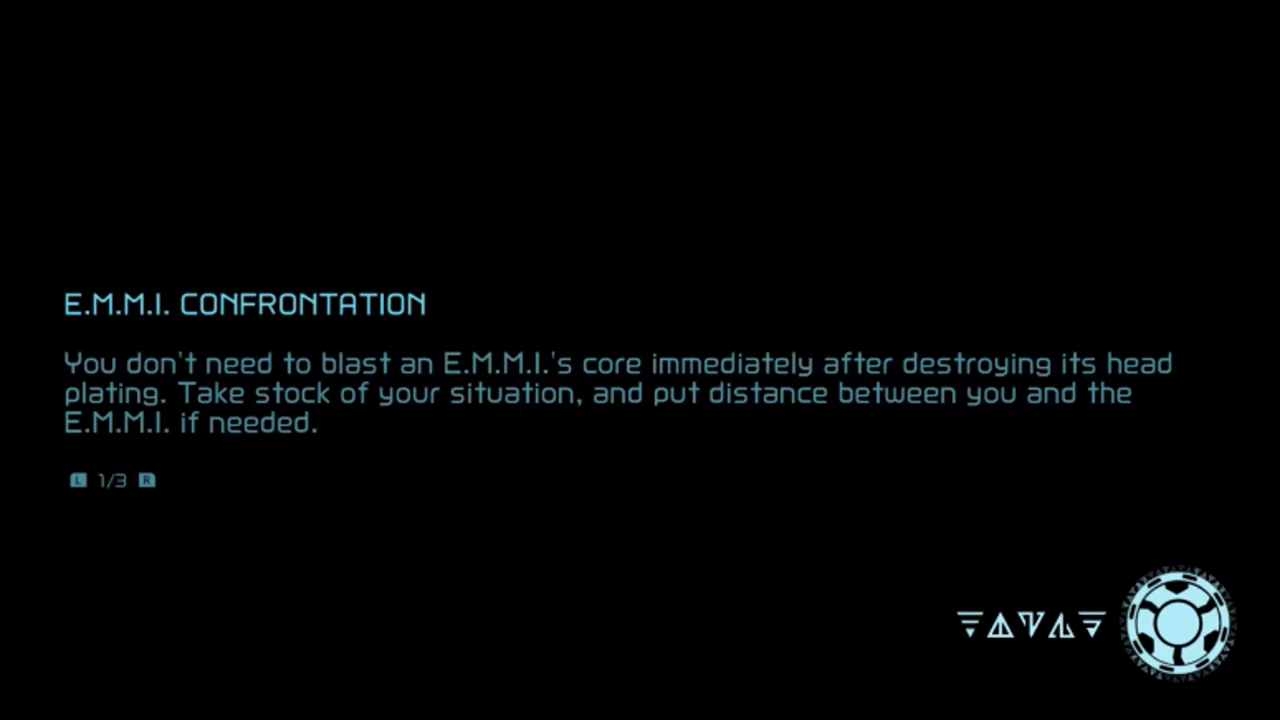 E.M.M.I. CONFRONTATION
You don't need to blast an E.M.M.I.'s core immediately after destroying its head
plating. Take stock of your situation, and put distance between you and the
E.M.M.I. if needed.
L 1/3 R